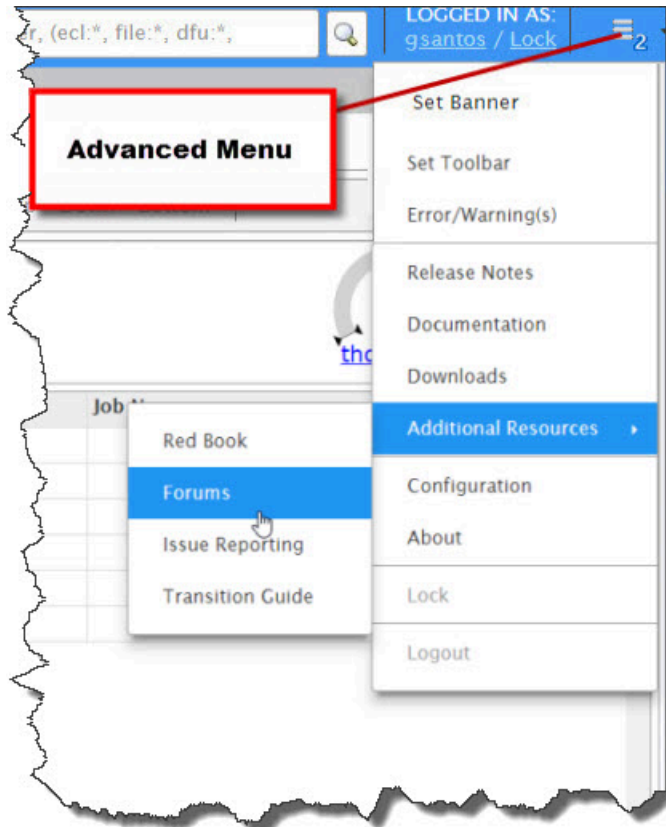 LOGGED IN AS:
r, (ecl:*, file:*, dfu:*,
gsantos / Lock
2
Advanced Menu
Set Banner
Set Toolbar
Error/Warning(s)
Release Notes
Documentation
Downloads
Additional Resources
Configuration
About
Lock
Logout
tho
Job
Red Book
Forums
Issue Reporting
Transition Guide